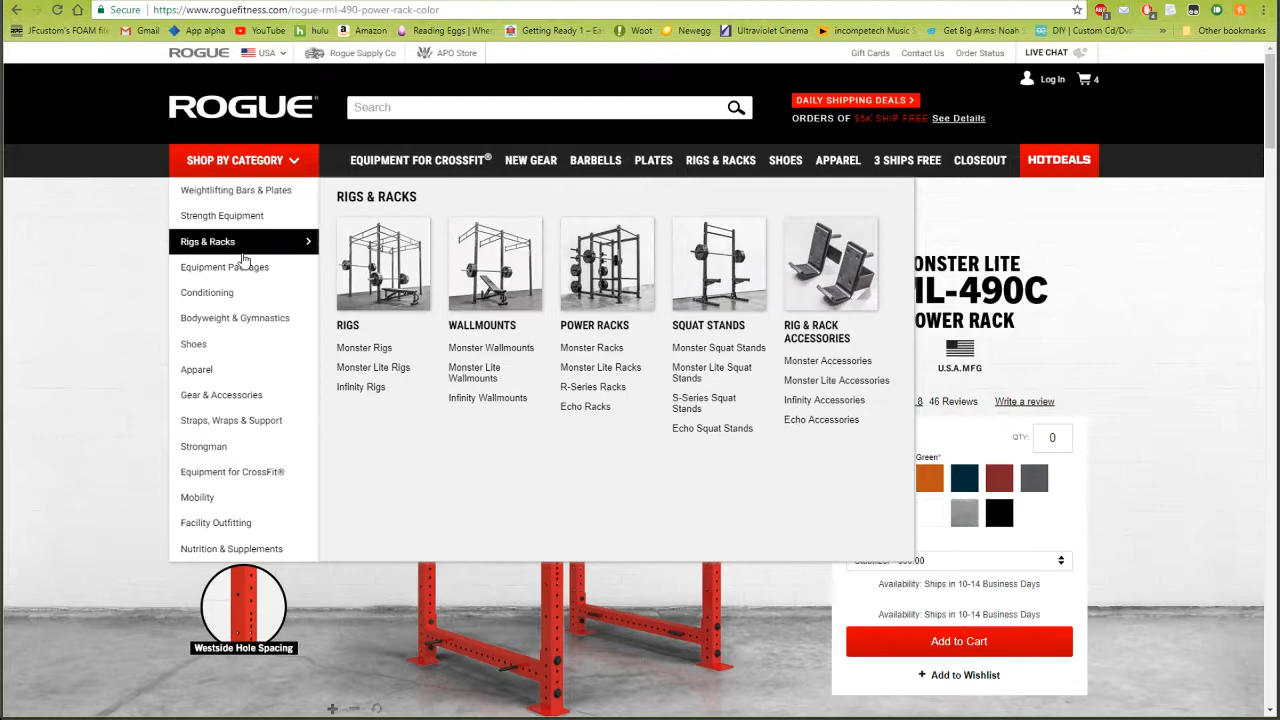 Secure https://www.roguefitness.com/rogue-rml-490-power-rack-color
JFcustom's FOAM file
Gmail
App alpha
YouTube
hulu
Amazon
Reading Eggs | Whe
Getting Ready 1 – Ea
Woot
Newegg
Ultraviolet Cinema
incompetech Music
Get Big Arms: Noah S
DIY | Custom Cd/Dv
Other bookmarks
ROGUE USA
Rogue Supply Co
APO Store
Gift Cards
Contact Us
Order Status
LIVE CHAT
Log In
4
ROGUE
Search
DAILY SHIPPING DEALS >
ORDERS OF $5K SHIP FREE See Details
SHOP BY CATEGORY
EQUIPMENT FOR CROSSFIT®
NEW GEAR
BARBELLS
PLATES
RIGS & RACKS
SHOES
APPAREL
3 SHIPS FREE
CLOSEOUT
HOTDEALS
Weightlifting Bars & Plates
Strength Equipment
Rigs & Racks
Equipment Packages
Conditioning
Bodyweight & Gymnastics
Shoes
Apparel
Gear & Accessories
Straps, Wraps & Support
Strongman
Equipment for CrossFit®
Mobility
Facility Outfitting
Nutrition & Supplements
RIGS & RACKS
RIGS
Monster Rigs
Monster Lite Rigs
Infinity Rigs
WALLMOUNTS
Monster Wallmounts
Monster Lite
Wallmounts
Infinity Wallmounts
POWER RACKS
Monster Racks
Monster Lite Racks
R-Series Racks
Echo Racks
SQUAT STANDS
Monster Squat Stands
Monster Lite Squat
Stands
S-Series Squat
Stands
Echo Squat Stands
RIG & RACK
ACCESSORIES
Monster Accessories
Monster Lite Accessories
Infinity Accessories
Echo Accessories
ONSTER LITE
ML-490C
OWER RACK
U.S.A.MFG
8 46 Reviews Write a review
QTY: 0
Green*
Availability: Ships in 10-14 Business Days
Availability: Ships in 10-14 Business Days
Add to Cart
+ Add to Wishlist
Westside Hole Spacing